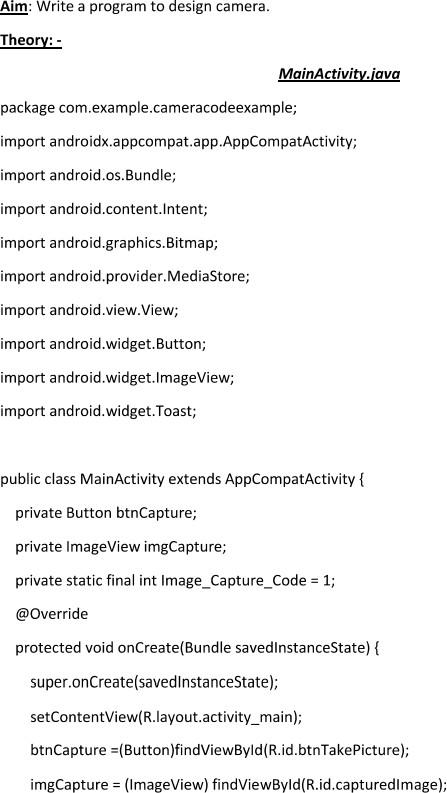 Aim: Write a program to design camera.
Theory: -
MainActivity.java
package com.example.cameracodeexample;
import androidx.appcompat.app.AppCompatActivity;
import android.os.Bundle;
import android.content.Intent;
import android.graphics.Bitmap;
import android.provider.MediaStore;
import android.view.View;
import android.widget.Button;
import android.widget.ImageView;
import android.widget.Toast;
public class MainActivity extends AppCompatActivity {
private Button btnCapture;
private ImageView imgCapture;
private static final int Image_Capture_Code = 1;
@Override
protected void onCreate(Bundle savedInstanceState) {
super.onCreate(savedInstanceState);
setContentView(R.layout.activity_main);
btnCapture =(Button)findViewById(R.id.btnTakePicture);
imgCapture = (ImageView) findViewById(R.id.capturedImage);